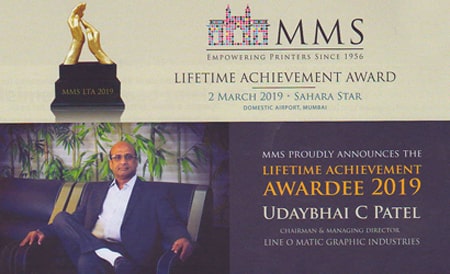 MMS
EMPOWERING PRINTERS SINCE 1956
LIFETIME ACHIEVEMENT AWARD
2 MARCH 2019 · SAHARA STAR
DOMESTIC AIRPORT, MUMBAI
MMS LTA 2019
MMS PROUDLY ANNOUNCES THE
LIFETIME ACHIEVEMENT
AWARDEE 2019
UDAYBHAI C PATEL
CHAIRMAN & MANAGING DIRECTOR
LINE O MATIC GRAPHIC INDUSTRIES